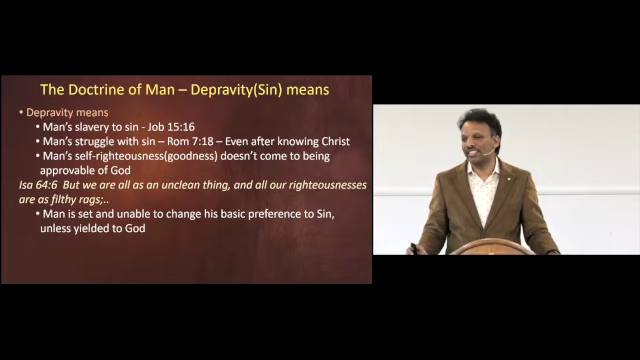 The Doctrine of Man – Depravity(Sin) means
• Depravity means
• Man's slavery to sin - Job 15:16
• Man's struggle with sin – Rom 7:18 – Even after knowing Christ
• Man's self-righteousness(goodness) doesn't come to being
approvable of God
Isa 64:6 But we are all as an unclean thing, and all our righteousnesses
are as filthy rags;..
• Man is set and unable to change his basic preference to Sin,
unless yielded to God